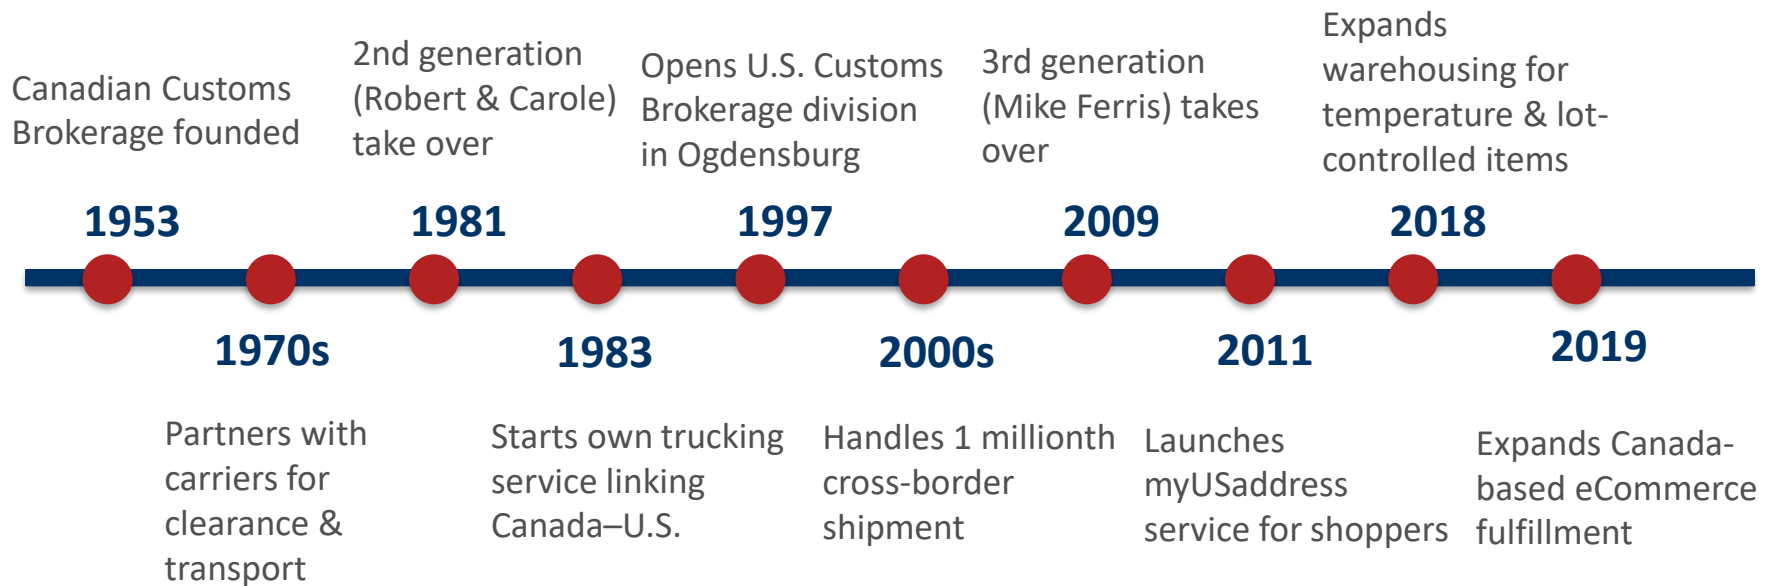 Canadian Customs
Brokerage founded
1953
1970s
Partners with
carriers for
clearance &
transport
2nd generation
(Robert & Carole)
take over
1981
1983
Starts own trucking
service linking
Canada–U.S.
Opens U.S. Customs
Brokerage division
in Ogdensburg
1997
2000s
Handles 1 millionth
cross-border
shipment
3rd generation
(Mike Ferris) takes
over
2009
2011
Launches
myUSaddress
service for shoppers
Expands
warehousing for
temperature & lot-
controlled items
2018
2019
Expands Canada-
based eCommerce
fulfillment